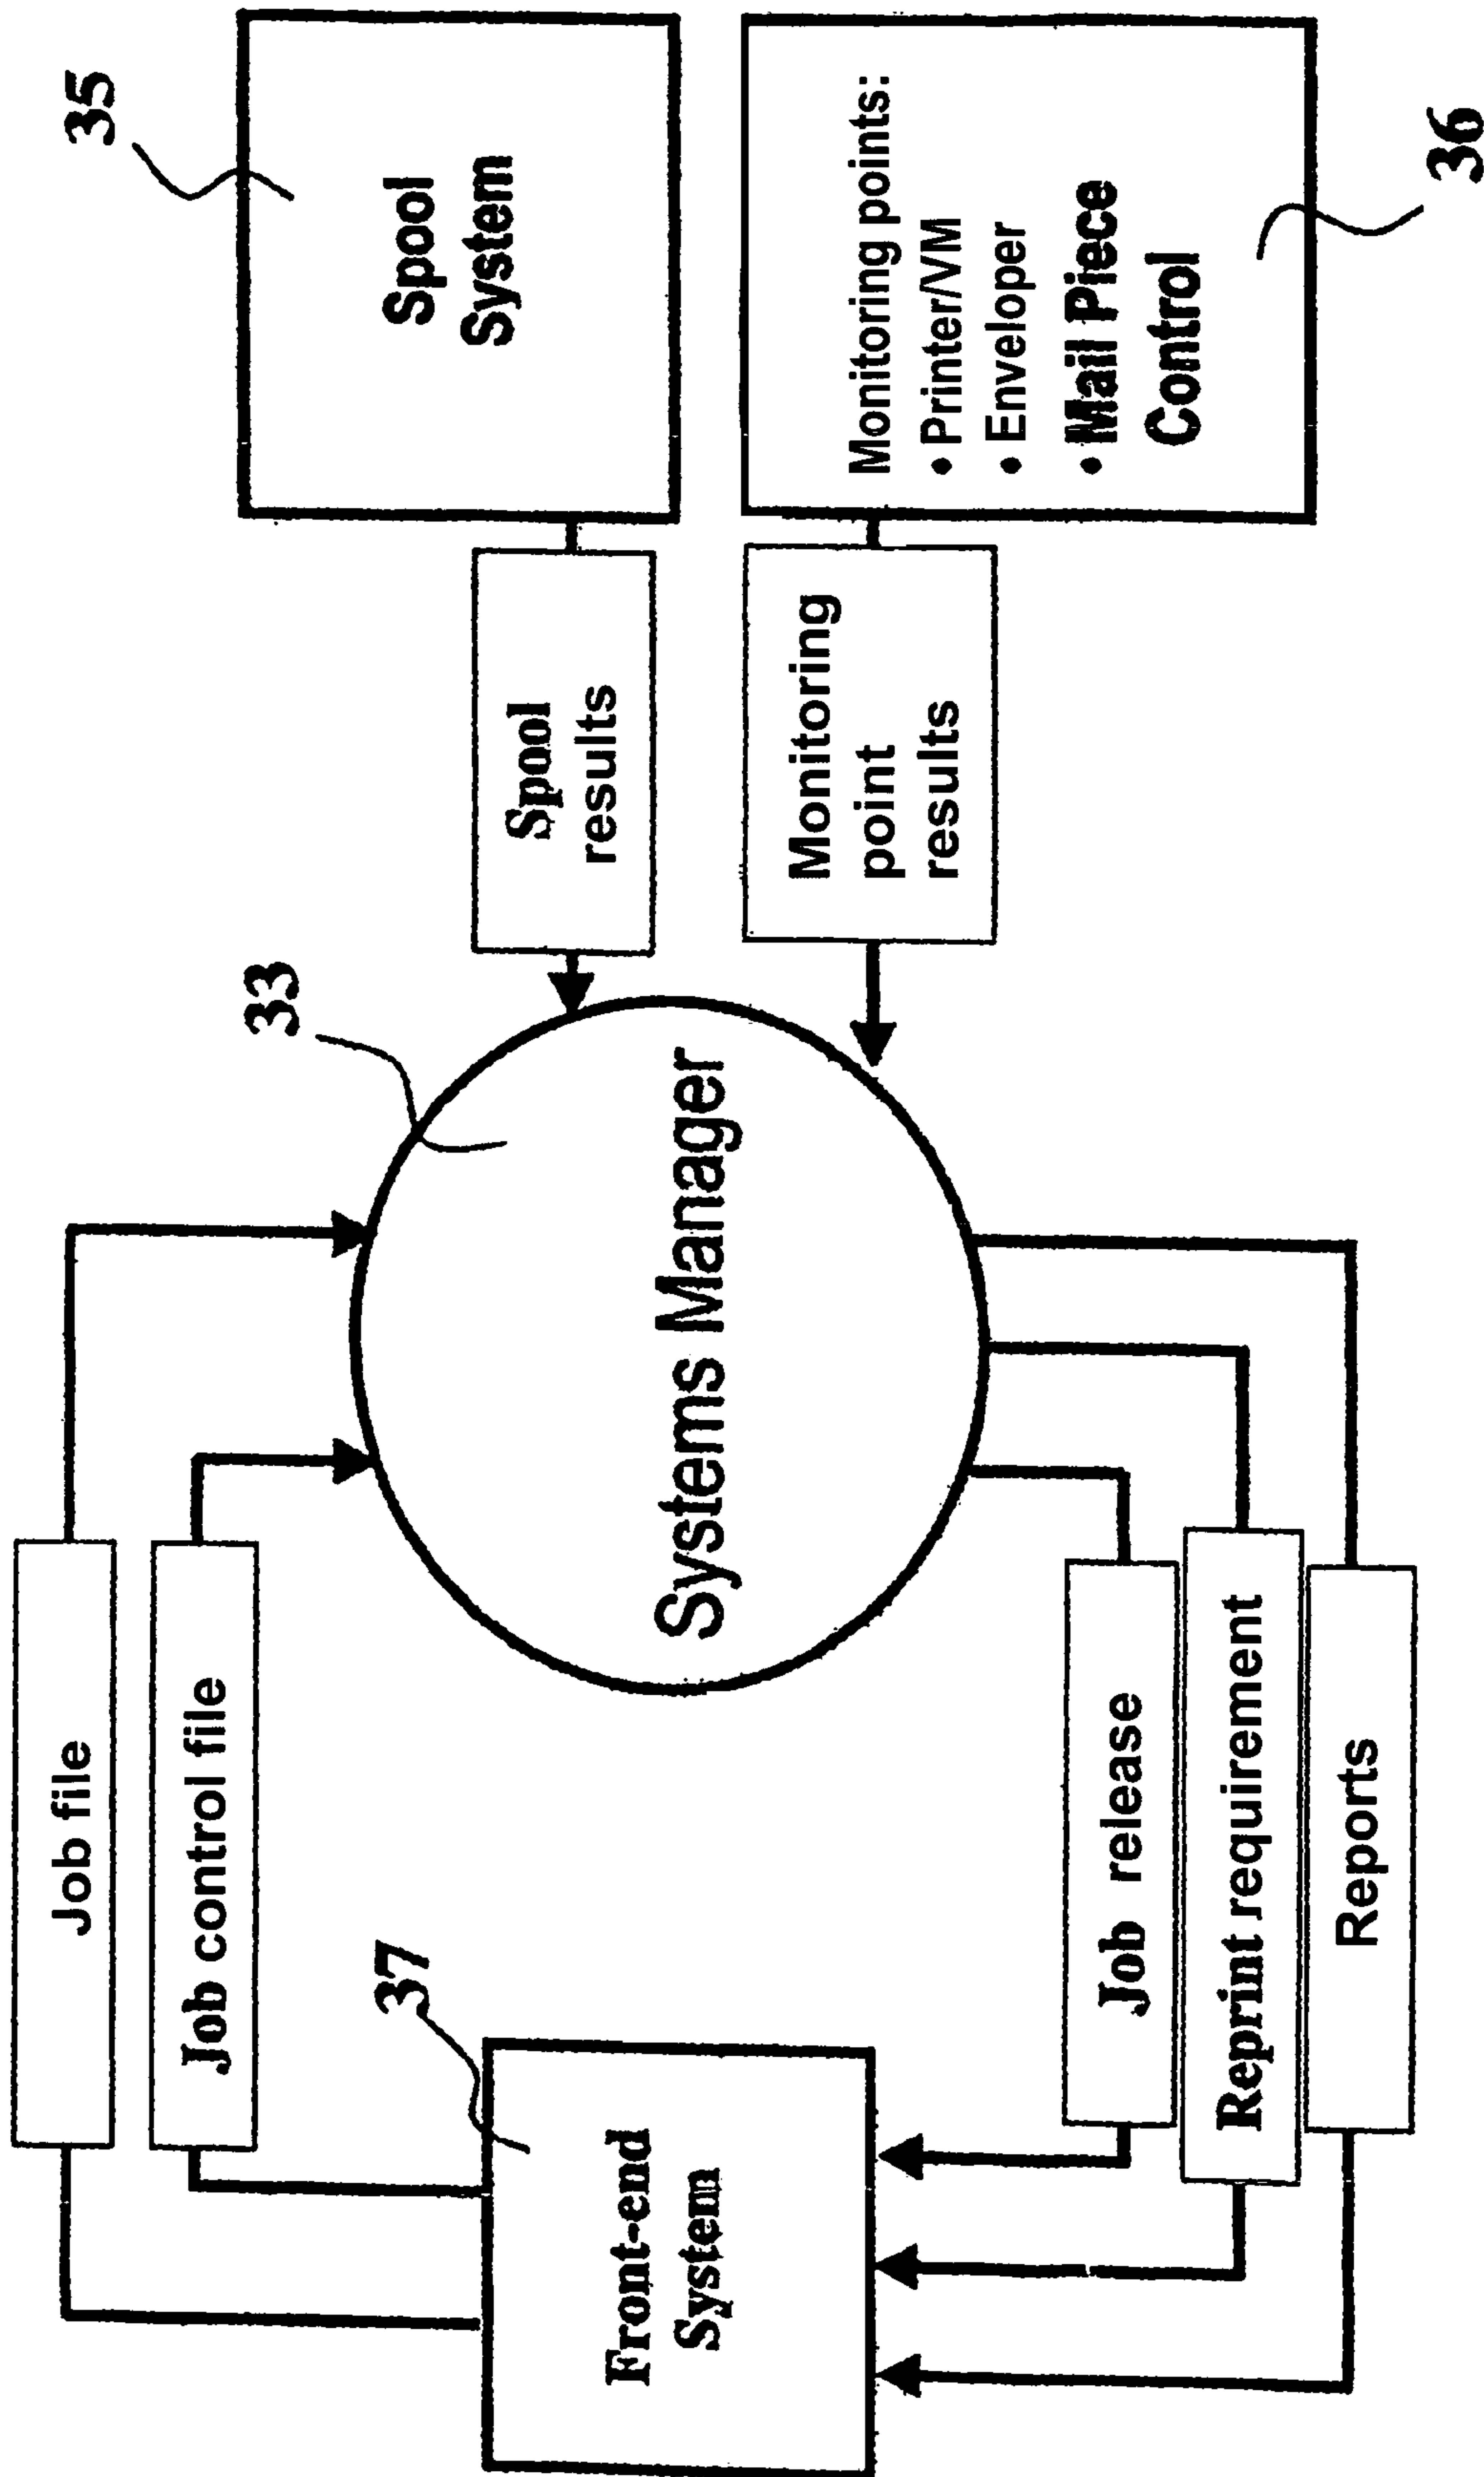 Job file
Job control file
37
Front-end
System
Job release
Reprint requirement
Reports
33
Systems Manager
Spool
results
Monitoring
point
results
35
Spool
System
Monitoring points:
• Printer/VM
• Enveloper
• Mail Piece
Control
36